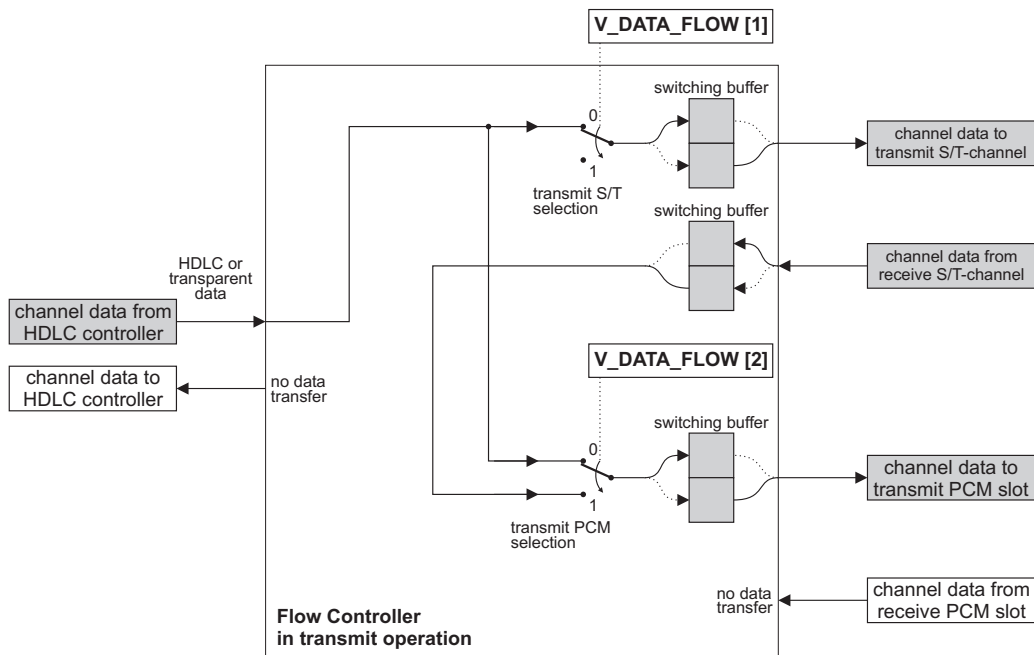 V_DATA_FLOW [1]
switching buffer
0
1
transmit S/T
selection
channel data to
transmit S/T-channel
switching buffer
channel data from
receive S/T-channel
HDLC or
transparent
data
channel data from
HDLC controller
channel data to
HDLC controller
no data
transfer
V_DATA_FLOW [2]
switching buffer
0
1
transmit PCM
selection
channel data to
transmit PCM slot
no data
transfer
channel data from
receive PCM slot
Flow Controller
in transmit operation